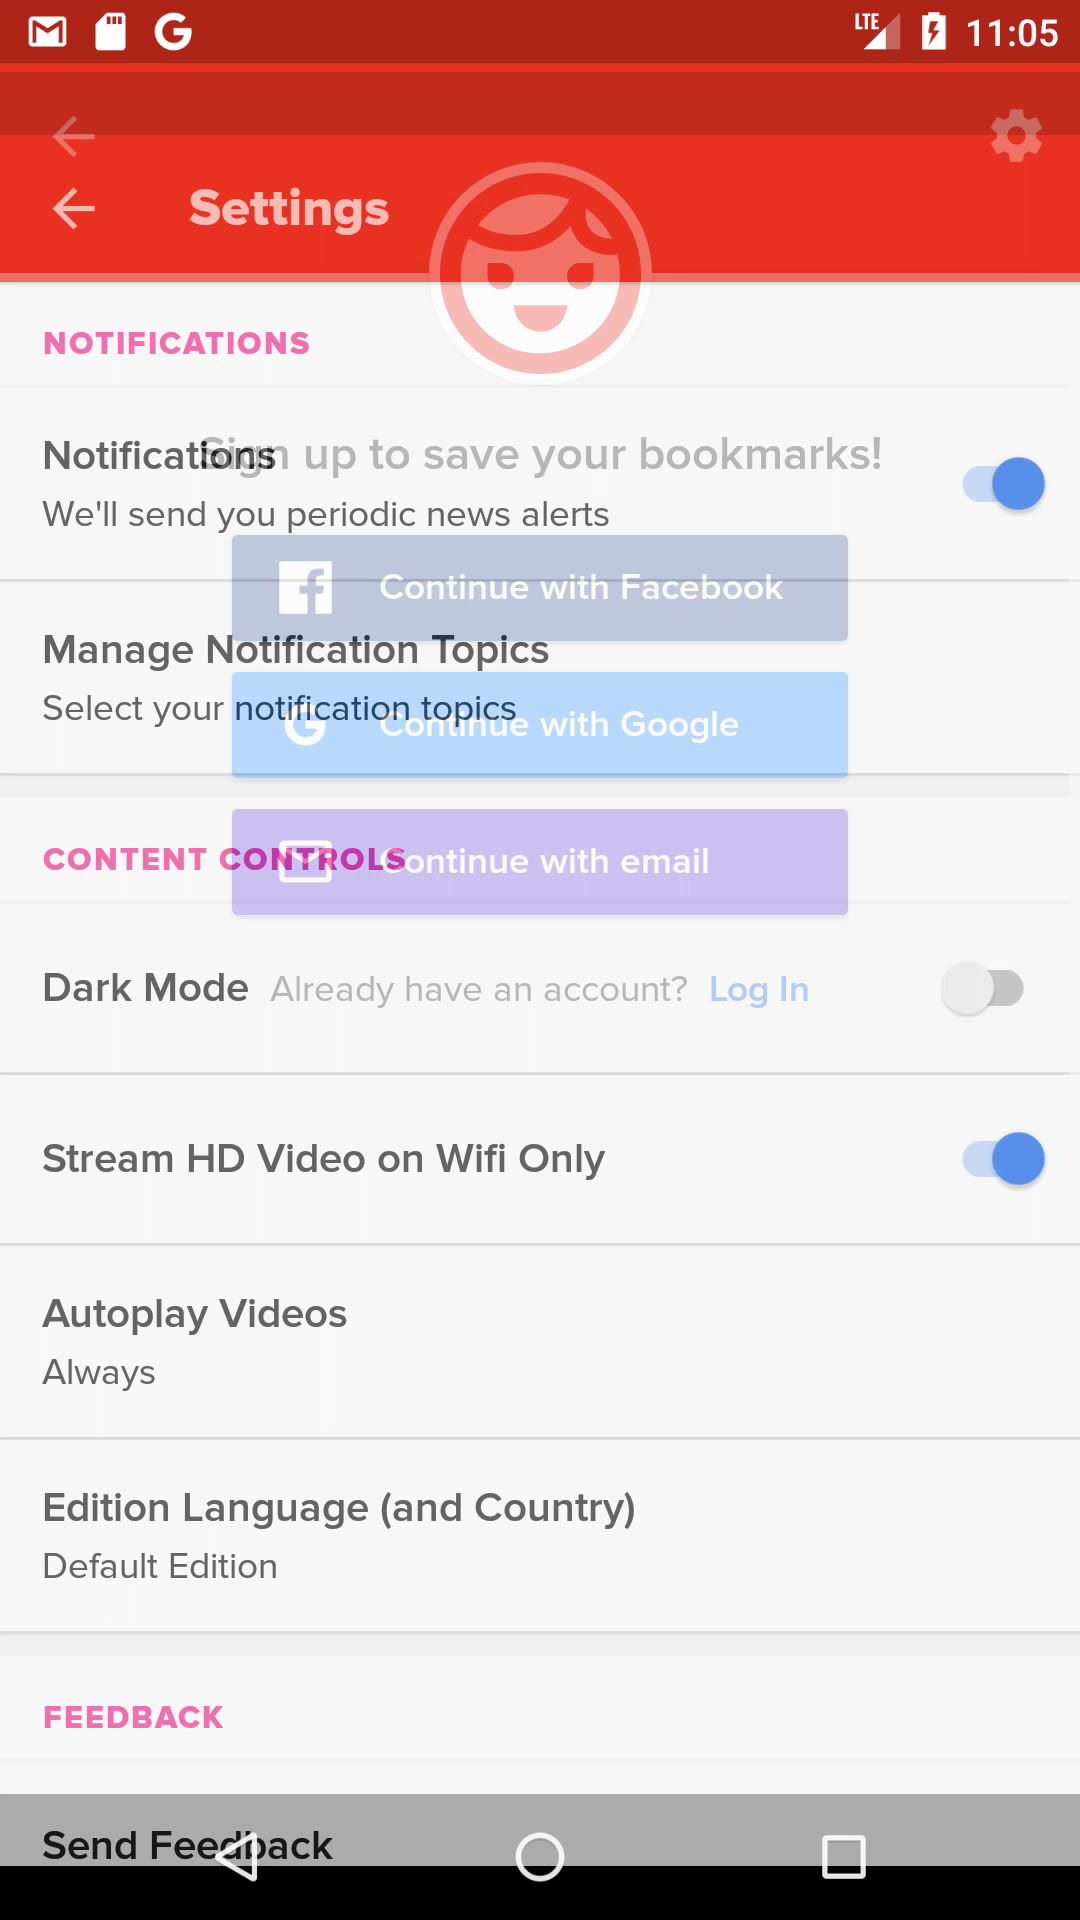 LTE 11:05
Settings
NOTIFICATIONS
Notifications
Sign up to save your bookmarks!
We'll send you periodic news alerts
Continue with Facebook
Manage Notification Topics
Select your notification topics
Continue with Google
CONTENT CONTROLS
Continue with email
Dark Mode
Already have an account? Log In
Stream HD Video on Wifi Only
Autoplay Videos
Always
Edition Language (and Country)
Default Edition
FEEDBACK
Send Feedback